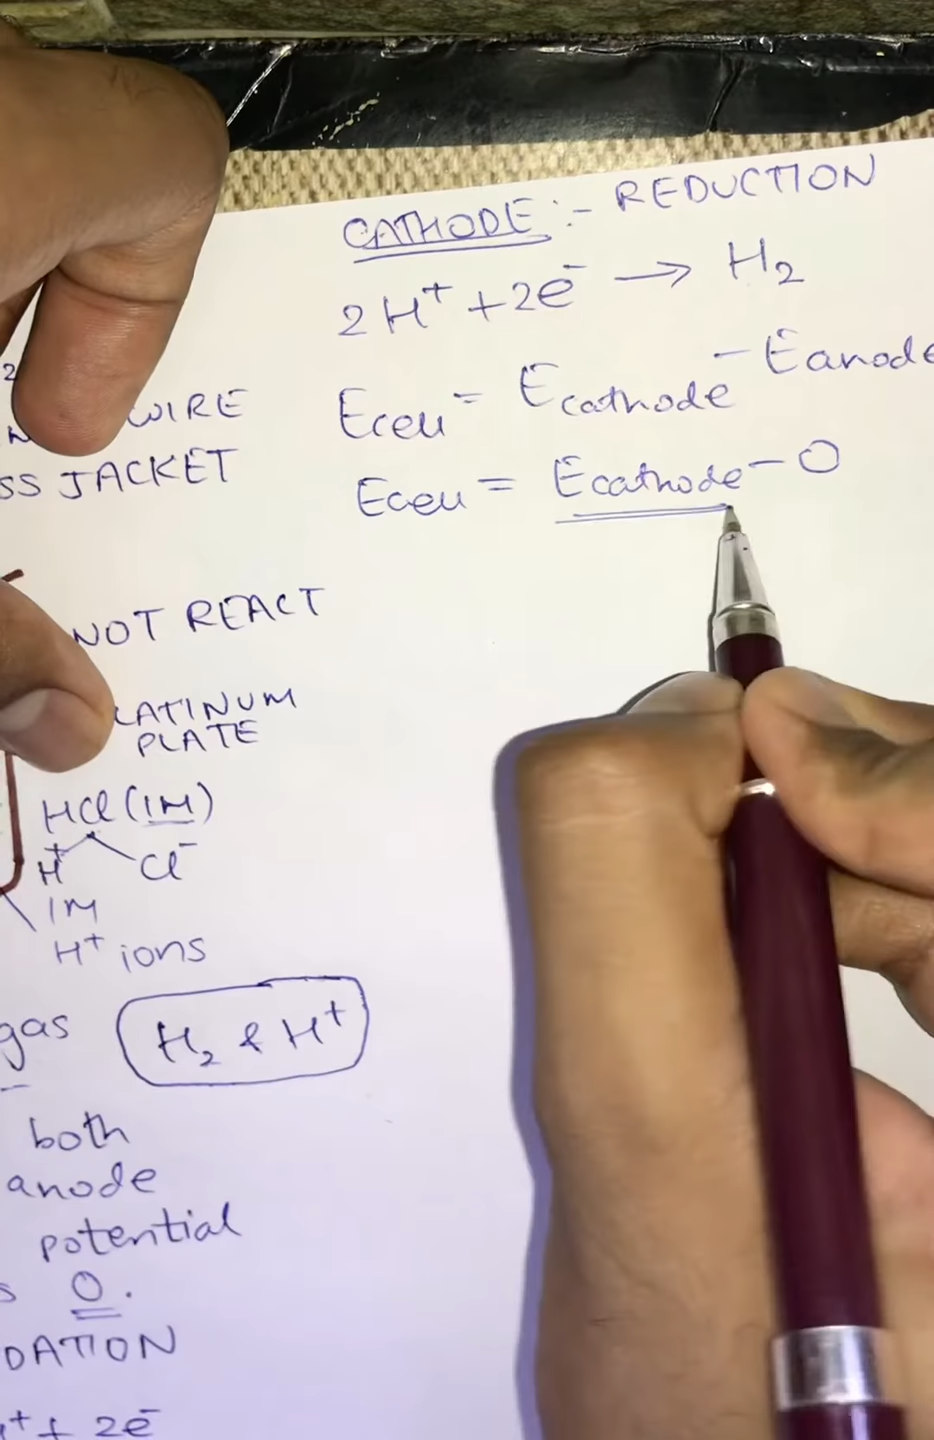 CATHODE :- REDUCTION
2H⁺ + 2e⁻ → H₂
Ecell = Ecathode - Eanode
Ecell = Ecathode - 0
WIRE
SS JACKET
NOT REACT
LATINUM
PLATE
HCl (1M)
H⁺ Cl⁻
1M
H⁺ ions
gas H₂ & H⁺
both
anode
potential
s 0.
DATION
⁺ + 2e⁻